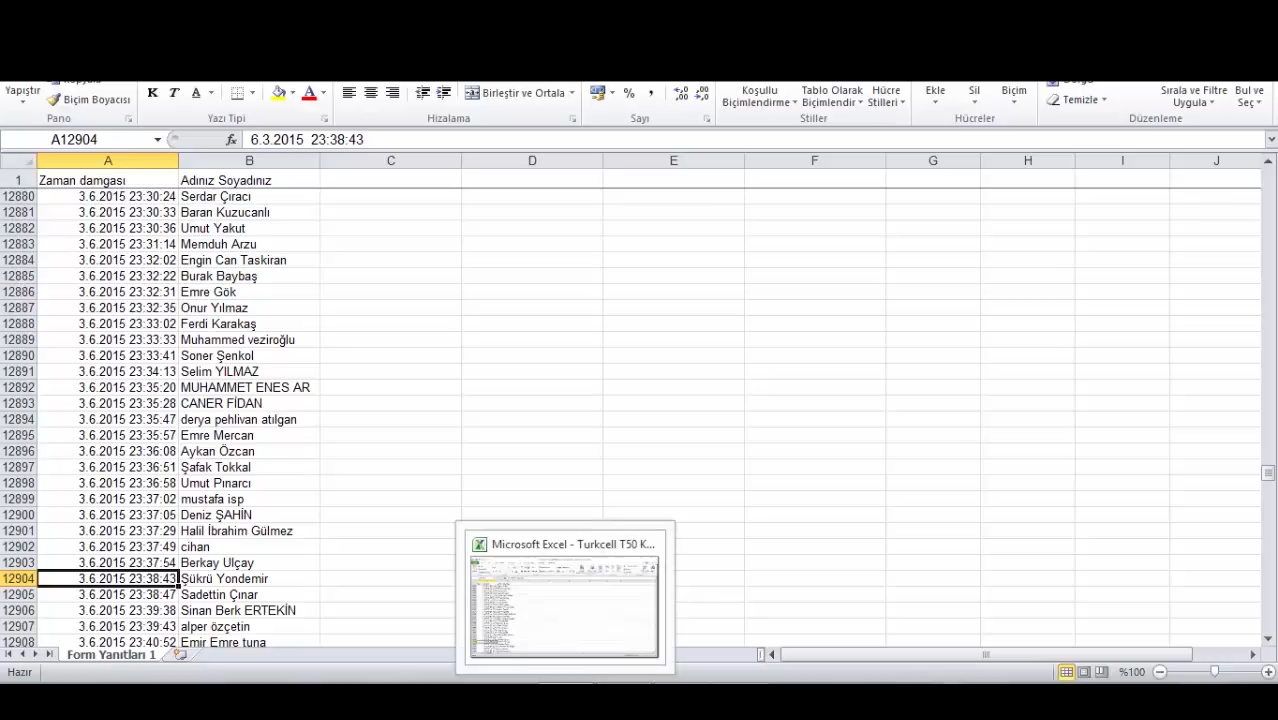 Yapıştır
Biçim Boyacısı
Pano
K T A
A
Yazı Tipi
Birleştir ve Ortala
Hizalama
%
Sayı
Koşullu Biçimlendirme
Tablo Olarak Biçimlendir
Hücre Stilleri
Stiller
Ekle
Sil
Biçim
Hücreler
Temizle
Sırala ve Filtre Uygula
Bul ve Seç
Düzenleme
A12904 fx 6.3.2015 23:38:43
A B C D E F G H I J
1 Zaman damgası Adınız Soyadınız
12880 3.6.2015 23:30:24 Serdar Çıracı
12881 3.6.2015 23:30:33 Baran Kuzucanlı
12882 3.6.2015 23:30:36 Umut Yakut
12883 3.6.2015 23:31:14 Memduh Arzu
12884 3.6.2015 23:32:02 Engin Can Taskiran
12885 3.6.2015 23:32:22 Burak Baybaş
12886 3.6.2015 23:32:31 Emre Gök
12887 3.6.2015 23:32:35 Onur Yılmaz
12888 3.6.2015 23:33:02 Ferdi Karakaş
12889 3.6.2015 23:33:33 Muhammed veziroğlu
12890 3.6.2015 23:33:41 Soner Şenkol
12891 3.6.2015 23:34:13 Selim YILMAZ
12892 3.6.2015 23:35:20 MUHAMMET ENES AR
12893 3.6.2015 23:35:28 CANER FİDAN
12894 3.6.2015 23:35:47 derya pehlivan atılgan
12895 3.6.2015 23:35:57 Emre Mercan
12896 3.6.2015 23:36:08 Aykan Özcan
12897 3.6.2015 23:36:51 Şafak Tokkal
12898 3.6.2015 23:36:58 Umut Pınarcı
12899 3.6.2015 23:37:02 mustafa isp
12900 3.6.2015 23:37:05 Deniz ŞAHİN
12901 3.6.2015 23:37:29 Halil İbrahim Gülmez
12902 3.6.2015 23:37:49 cihan
12903 3.6.2015 23:37:54 Berkay Ulçay
12904 3.6.2015 23:38:43 Şükrü Yondemir
12905 3.6.2015 23:38:47 Sadettin Çınar
12906 3.6.2015 23:39:38 Sinan Berk ERTEKİN
12907 3.6.2015 23:39:43 alper özçetin
12908 3.6.2015 23:40:52 Emir Emre tuna
Microsoft Excel - Turkcell T50 K...
Form Yanıtları 1
Hazır
%100